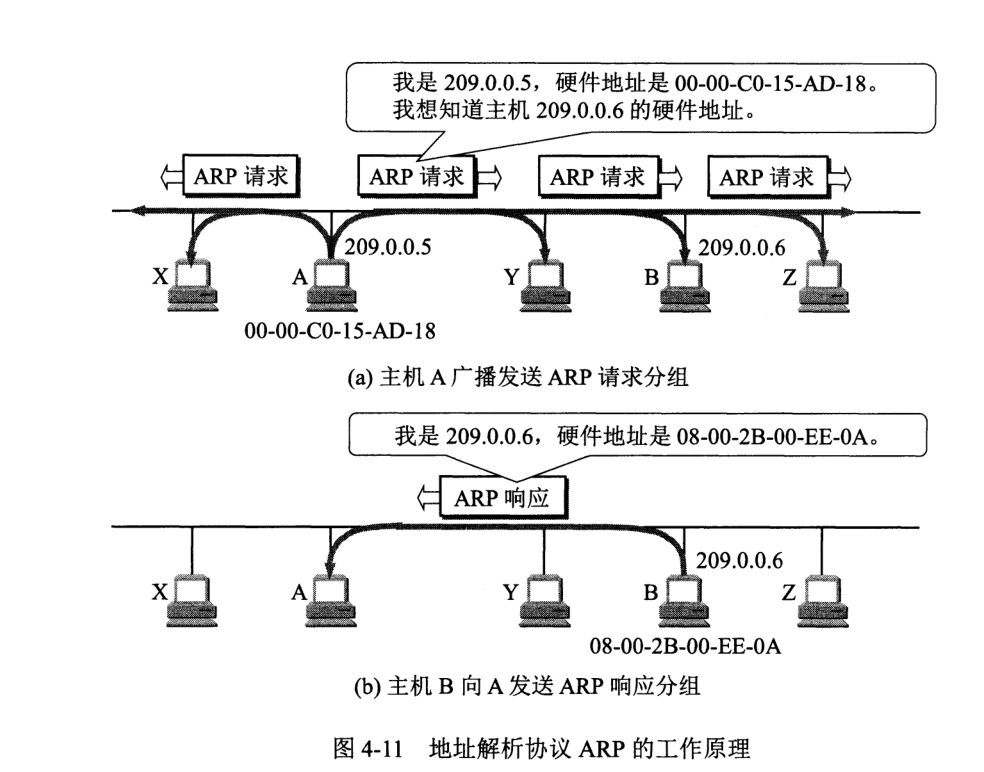 我是 209.0.0.5，硬件地址是 00-00-C0-15-AD-18。
我想知道主机 209.0.0.6 的硬件地址。
ARP 请求
ARP 请求
ARP 请求
ARP 请求
209.0.0.5
209.0.0.6
X
A
Y
B
Z
00-00-C0-15-AD-18
(a) 主机 A 广播发送 ARP 请求分组
我是 209.0.0.6，硬件地址是 08-00-2B-00-EE-0A。
ARP 响应
209.0.0.6
X
A
Y
B
Z
08-00-2B-00-EE-0A
(b) 主机 B 向 A 发送 ARP 响应分组
图 4-11 地址解析协议 ARP 的工作原理